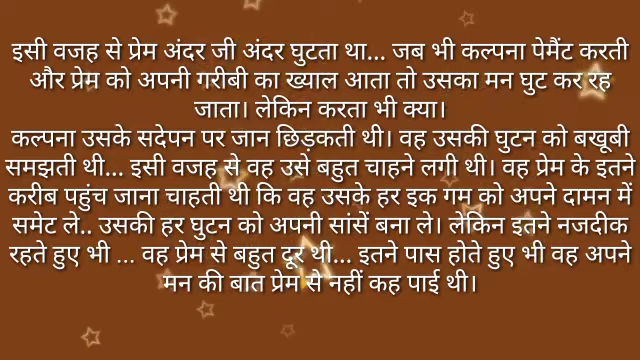 इसी वजह से प्रेम अंदर जी अंदर घुटता था... जब भी कल्पना पेमैंट करती
और प्रेम को अपनी गरीबी का ख्याल आता तो उसका मन घुट कर रह
जाता। लेकिन करता भी क्या।
कल्पना उसके सदेपन पर जान छिड़कती थी। वह उसकी घुटन को बखूबी
समझती थी... इसी वजह से वह उसे बहुत चाहने लगी थी। वह प्रेम के इतने
करीब पहुंच जाना चाहती थी कि वह उसके हर इक गम को अपने दामन में
समेट ले.. उसकी हर घुटन को अपनी सांसें बना ले। लेकिन इतने नजदीक
रहते हुए भी ... वह प्रेम से बहुत दूर थी... इतने पास होते हुए भी वह अपने
मन की बात प्रेम से नहीं कह पाई थी।